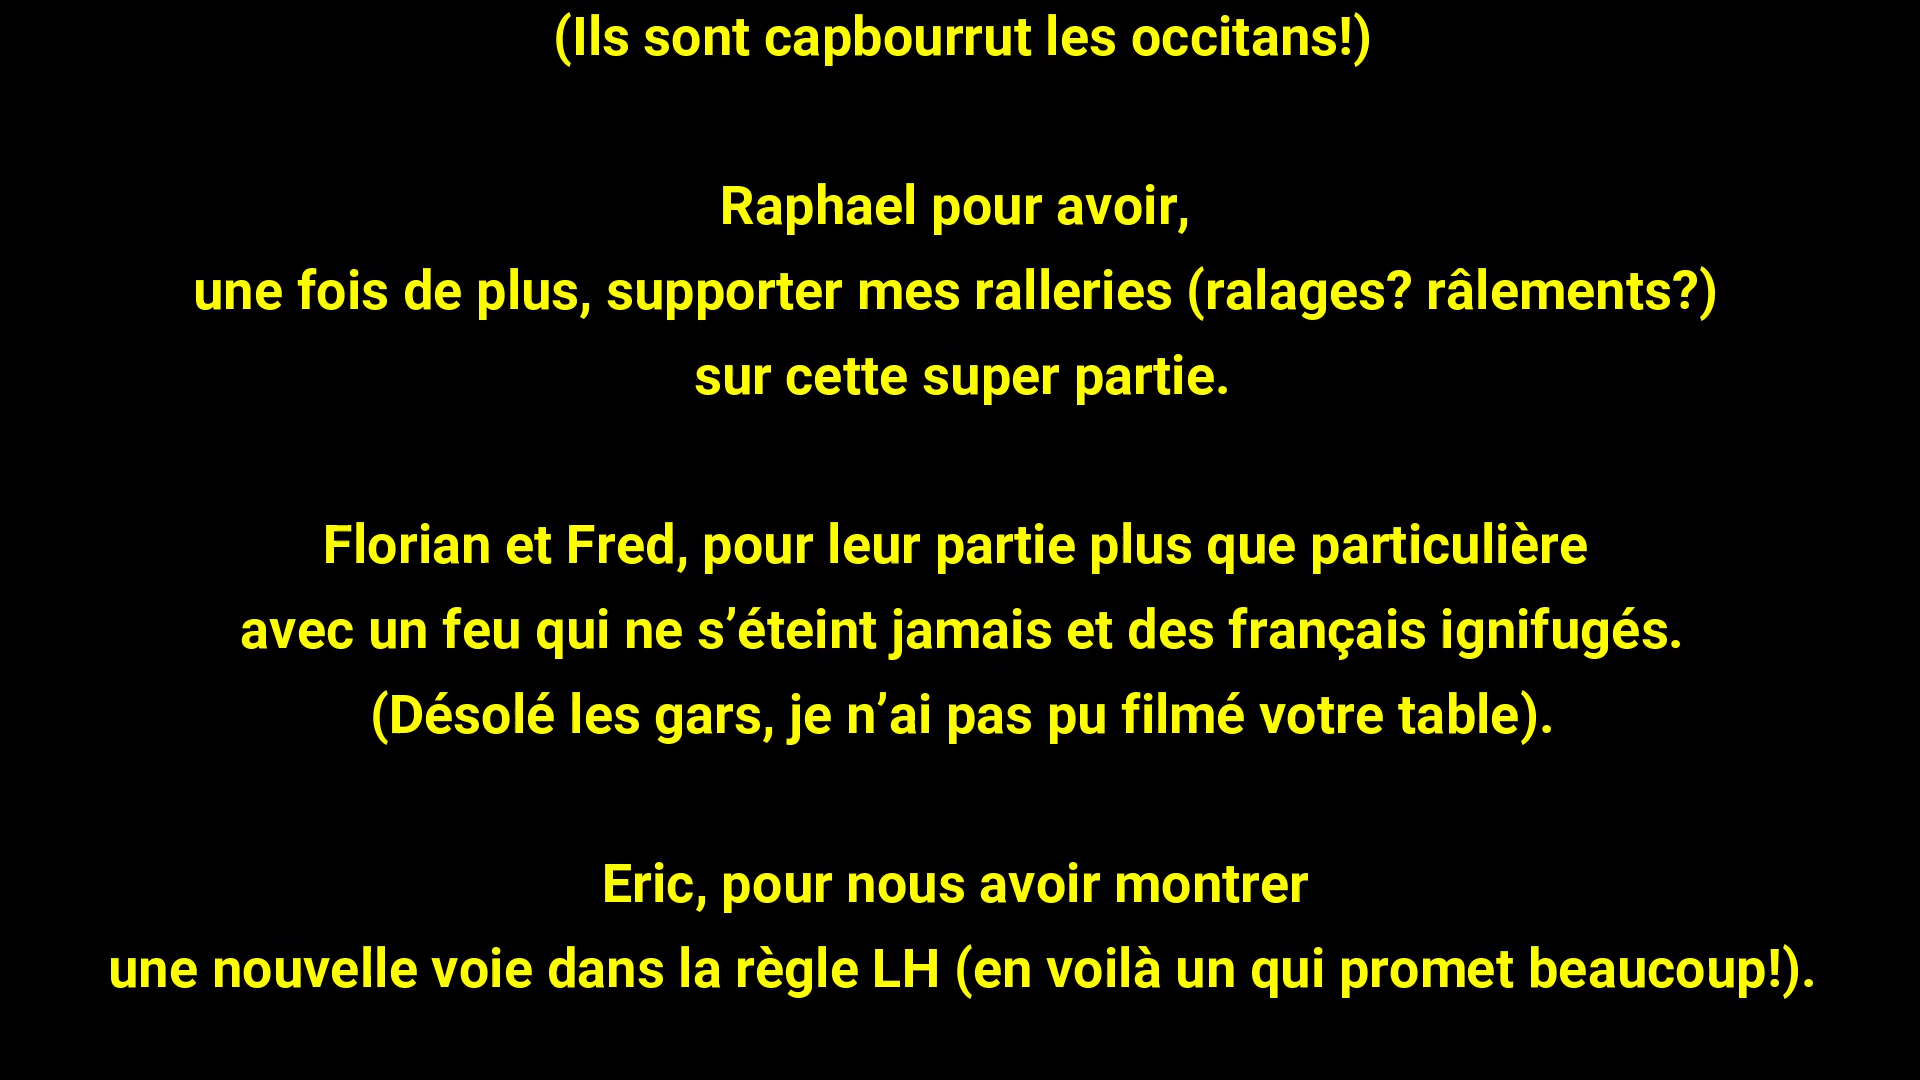 (Ils sont capbourrut les occitans!)
Raphael pour avoir,
une fois de plus, supporter mes ralleries (ralages? râlements?)
sur cette super partie.
Florian et Fred, pour leur partie plus que particulière
avec un feu qui ne s’éteint jamais et des français ignifugés.
(Désolé les gars, je n’ai pas pu filmé votre table).
Eric, pour nous avoir montrer
une nouvelle voie dans la règle LH (en voilà un qui promet beaucoup!).